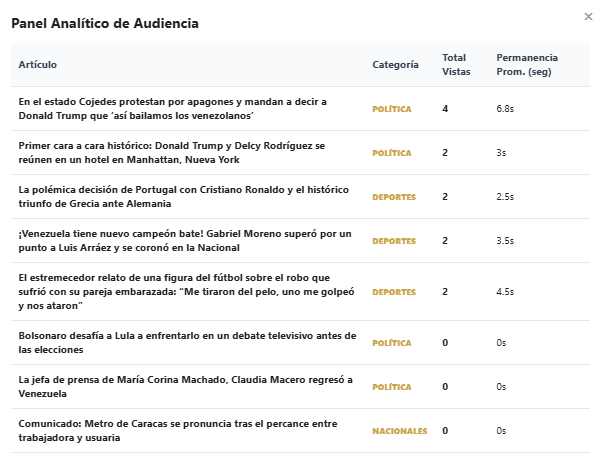 Panel Analítico de Audiencia
×
Artículo
Categoría
Total
Vistas
Permanencia
Prom. (seg)
En el estado Cojedes protestan por apagones y mandan a decir a
Donald Trump que ‘así bailamos los venezolanos’
POLÍTICA
4
6.8s
Primer cara a cara histórico: Donald Trump y Delcy Rodríguez se
reúnen en un hotel en Manhattan, Nueva York
POLÍTICA
2
3s
La polémica decisión de Portugal con Cristiano Ronaldo y el histórico
triunfo de Grecia ante Alemania
DEPORTES
2
2.5s
¡Venezuela tiene nuevo campeón bate! Gabriel Moreno superó por un
punto a Luis Arráez y se coronó en la Nacional
DEPORTES
2
3.5s
El estremecedor relato de una figura del fútbol sobre el robo que
sufrió con su pareja embarazada: “Me tiraron del pelo, uno me golpeó
y nos ataron”
DEPORTES
2
4.5s
Bolsonaro desafía a Lula a enfrentarlo en un debate televisivo antes de
las elecciones
POLÍTICA
0
0s
La jefa de prensa de María Corina Machado, Claudia Macero regresó a
Venezuela
POLÍTICA
0
0s
Comunicado: Metro de Caracas se pronuncia tras el percance entre
trabajadora y usuaria
NACIONALES
0
0s